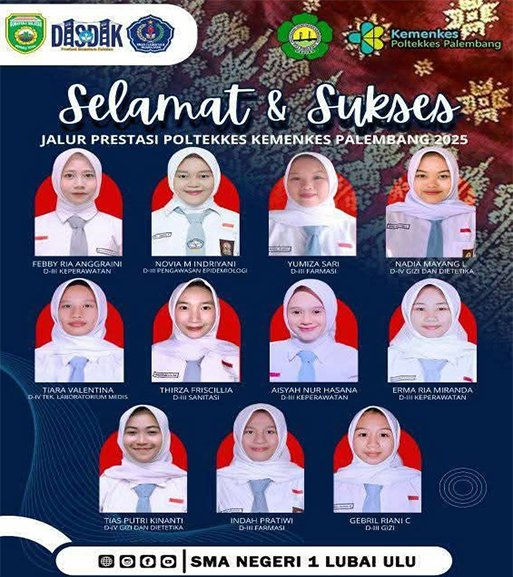 DISDIK
Kemenkes
Poltekkes Palembang
Selamat & Sukses
JALUR PRESTASI POLTEKKES KEMENKES PALEMBANG 2025
FEBBY RIA ANGGRAINI
D-III KEPERAWATAN
NOVIA M INDRIYANI
D-III PENGAWASAN EPIDEMIOLOGI
YUMIZA SARI
D-III FARMASI
NADIA MAYANG L
D-IV GIZI DAN DIETETIKA
TIARA VALENTINA
D-IV TEK. LABORATORIUM MEDIS
THIRZA FRISCILLIA
D-III SANITASI
AISYAH NUR HASANA
D-III KEPERAWATAN
ERMA RIA MIRANDA
D-III KEPERAWATAN
TIAS PUTRI KINANTI
D-IV GIZI DAN DIETETIKA
INDAH PRATIWI
D-III FARMASI
GEBRIL RIANI C
D-III GIZI
SMA NEGERI 1 LUBAI ULU